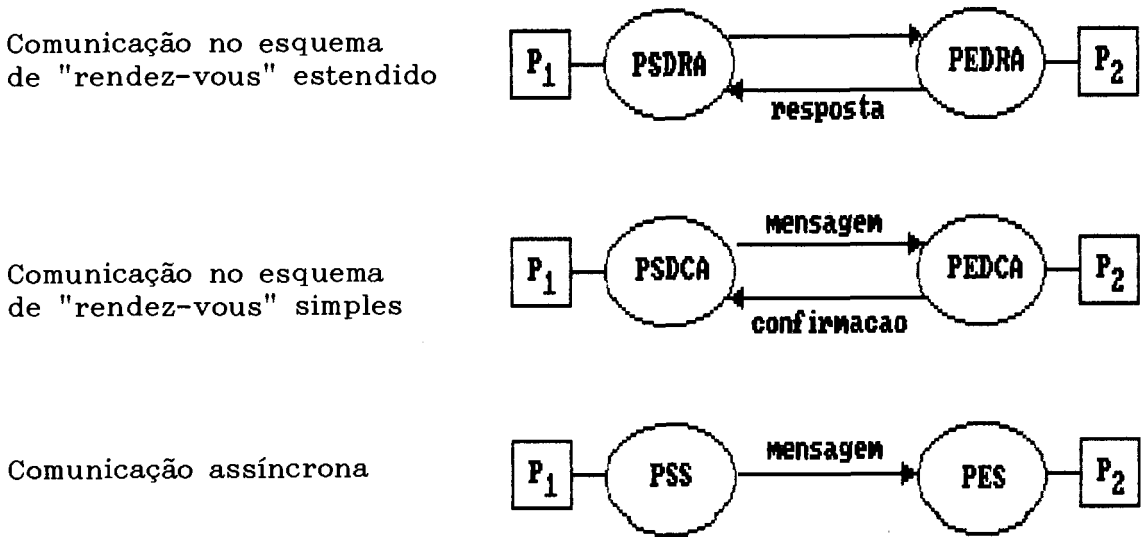 Comunicação no esquema
de "rendez-vous" estendido
P1 PSDRA PEDRA P2
resposta
mensagem
Comunicação no esquema
de "rendez-vous" simples
P1 PSDCA PEDCA P2
confirmacao
mensagem
Comunicação assíncrona
P1 PSS PES P2